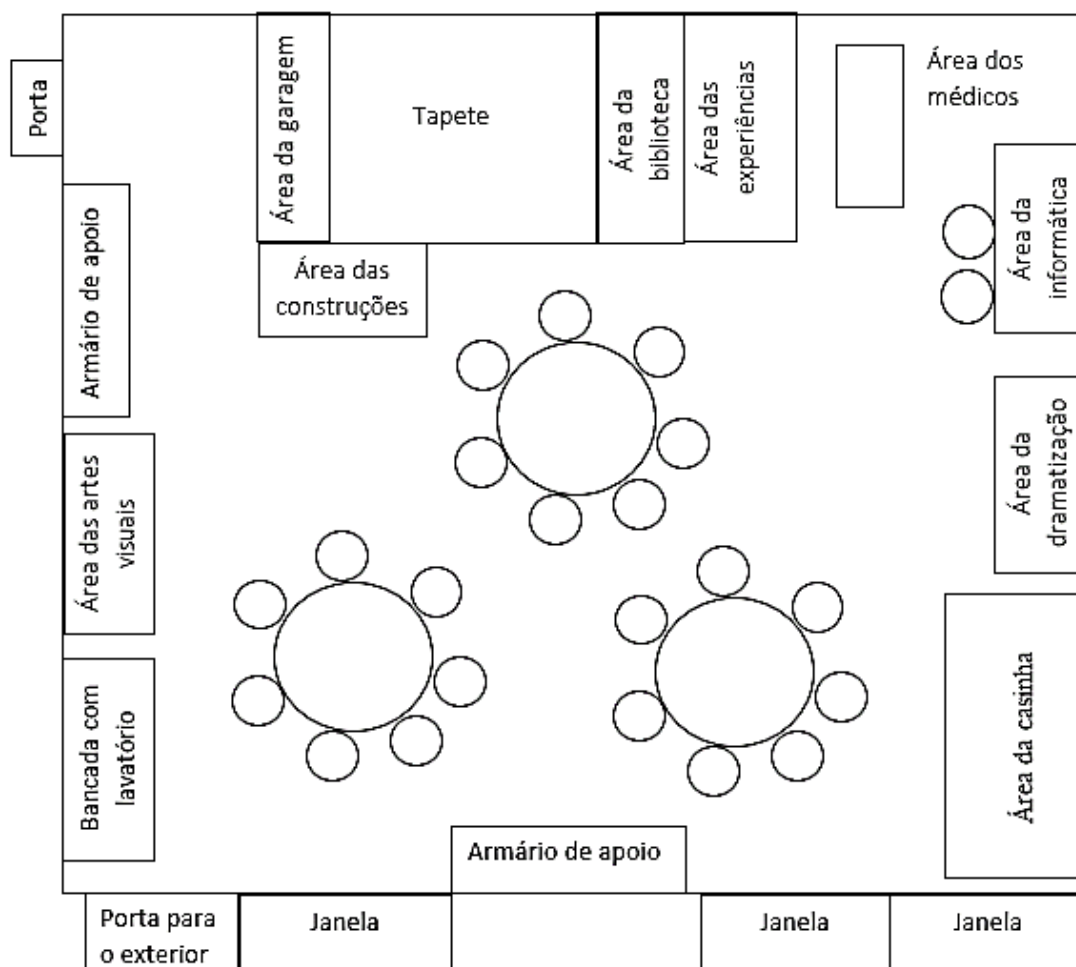 Porta
Área da garagem
Tapete
Área da
biblioteca
Área das
experiências
Área dos
médicos
Área da
informática
Armário de apoio
Área das
construções
Área da
dramatização
Área das artes
visuais
Bancada com
lavatório
Área da casinha
Armário de apoio
Porta para
o exterior
Janela
Janela
Janela